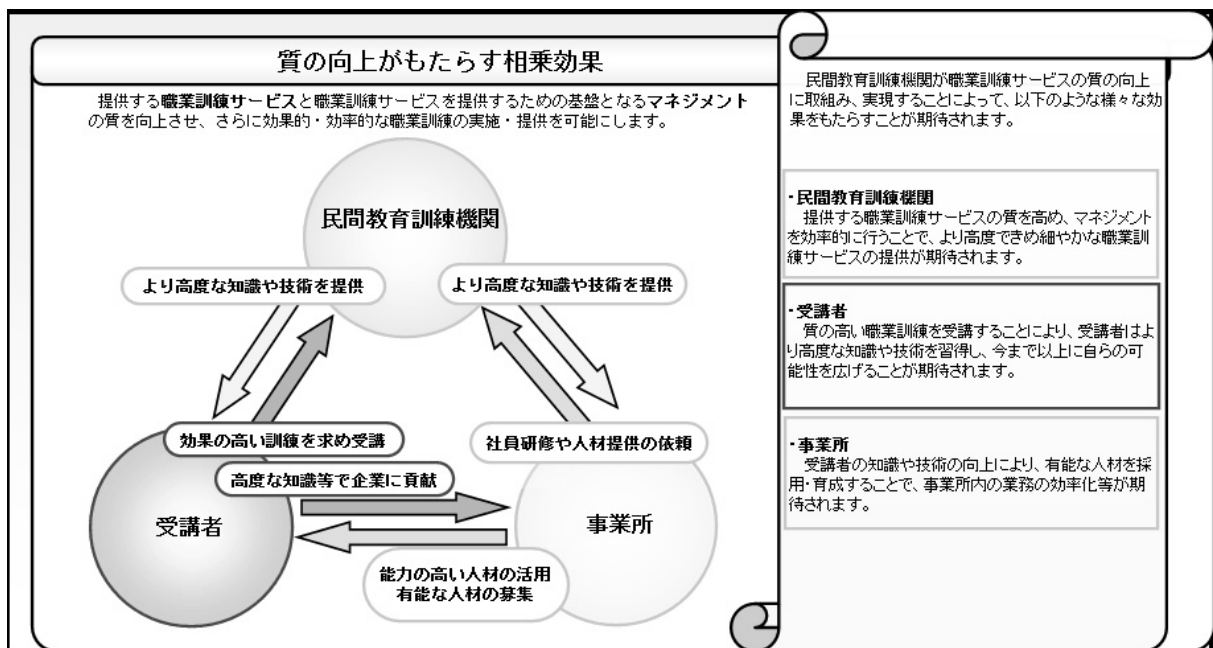 質の向上がもたらす相乗効果
提供する職業訓練サービスと職業訓練サービスを提供するための基盤となるマネジメント
の質を向上させ、さらに効果的・効率的な職業訓練の実施・提供を可能にします。
民間教育訓練機関
より高度な知識や技術を提供
より高度な知識や技術を提供
効果の高い訓練を求め受講
社員研修や人材提供の依頼
高度な知識等で企業に貢献
受講者
事業所
能力の高い人材の活用
有能な人材の募集
民間教育訓練機関が職業訓練サービスの質の向上
に取組み、実現することによって、以下のような様々な効
果をもたらすことが期待されます。
・民間教育訓練機関
提供する職業訓練サービスの質を高め、マネジメント
を効率的に行うことで、より高度できめ細やかな職業訓
練サービスの提供が期待されます。
・受講者
質の高い職業訓練を受講することにより、受講者はよ
り高度な知識や技術を習得し、今まで以上に自らの可
能性を広げることが期待されます。
・事業所
受講者の知識や技術の向上により、有能な人材を採
用・育成することで、事業所内の業務の効率化等が期
待されます。